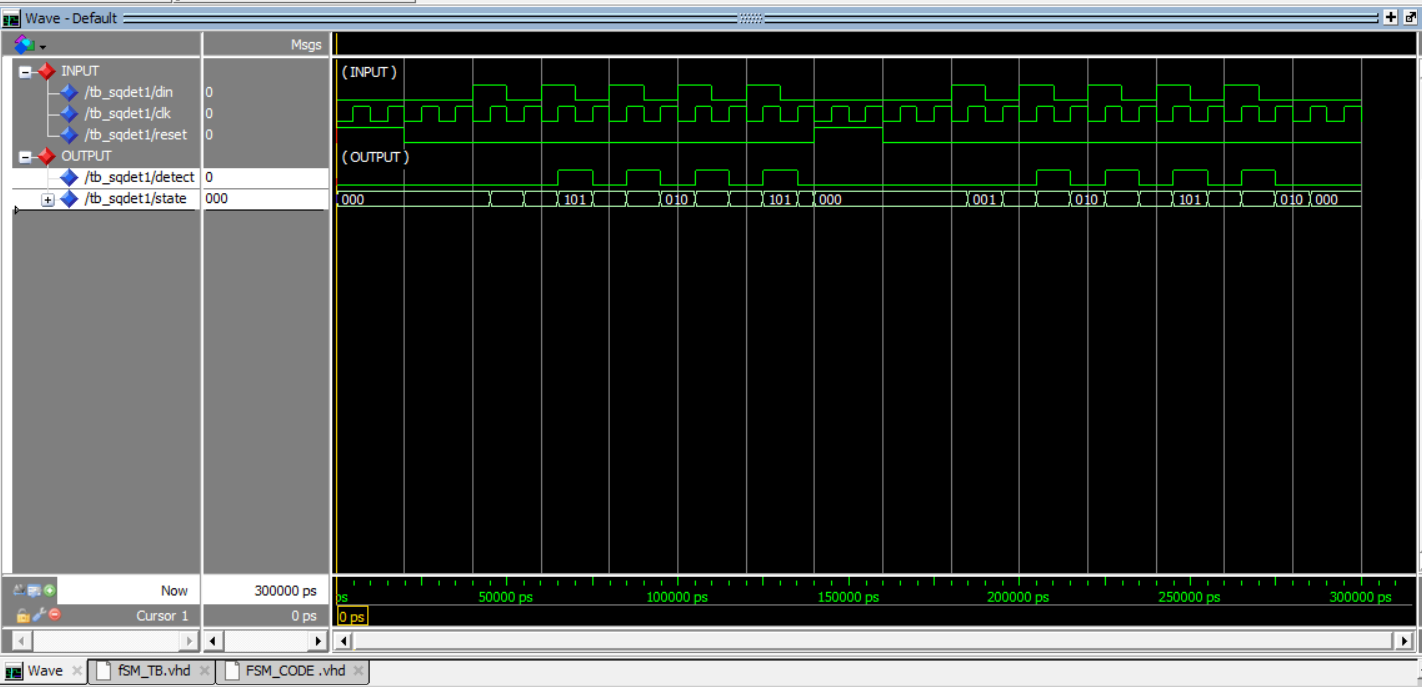 Wave - Default
Msgs
INPUT
( INPUT )
/tb_sqdet1/din 0
/tb_sqdet1/clk 0
/tb_sqdet1/reset 0
OUTPUT
( OUTPUT )
/tb_sqdet1/detect 0
/tb_sqdet1/state 000 000 101 010 101 000 001 010 101 010 000
Now 300000 ps ps 50000 ps 100000 ps 150000 ps 200000 ps 250000 ps 300000 ps
Cursor 1 0 ps 0 ps
Wave fSM_TB.vhd FSM_CODE .vhd